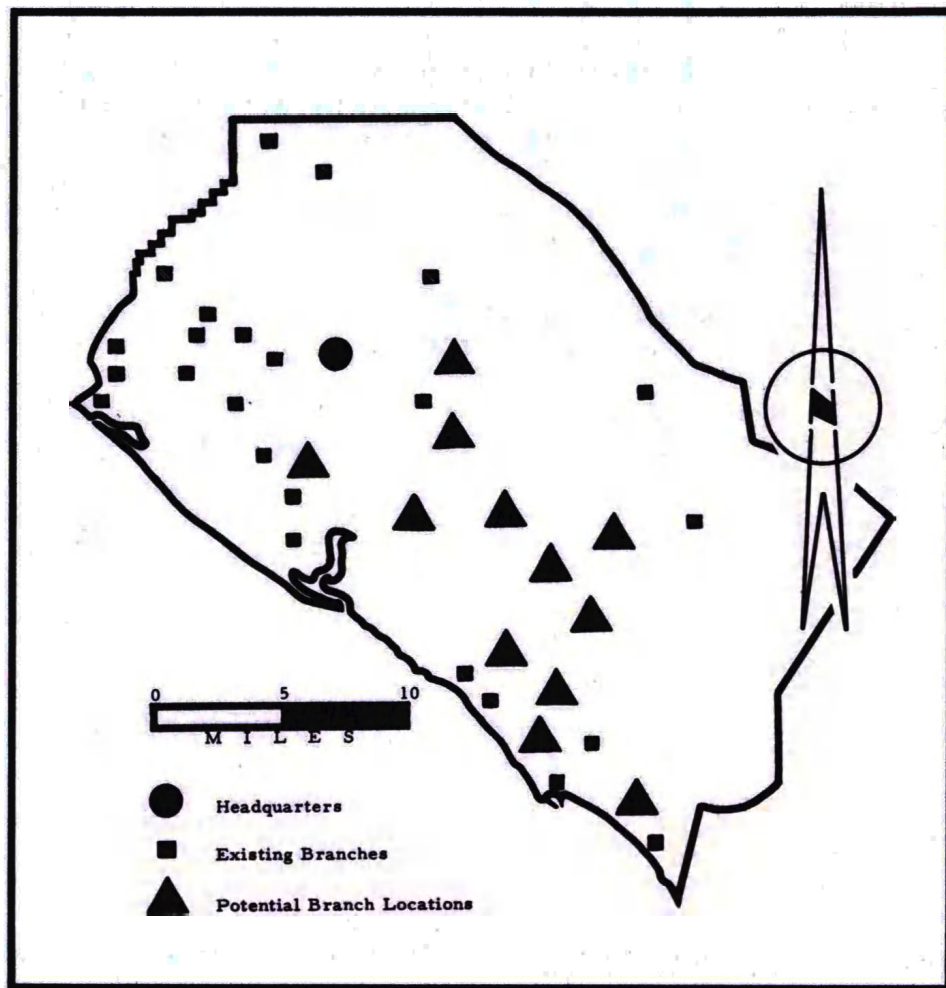 N
0 5 10
MILES
Headquarters
Existing Branches
Potential Branch Locations